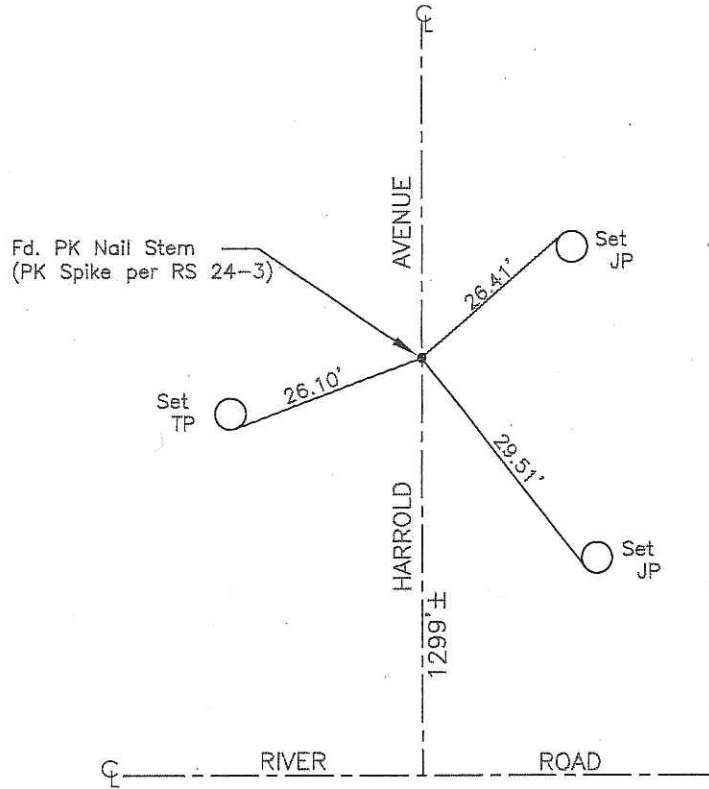 ℄
AVENUE
Fd. PK Nail Stem
(PK Spike per RS 24-3)
Set
JP
26.41'
26.10'
Set
TP
29.51'
HARROLD
Set
JP
1299'±
℄ RIVER ROAD